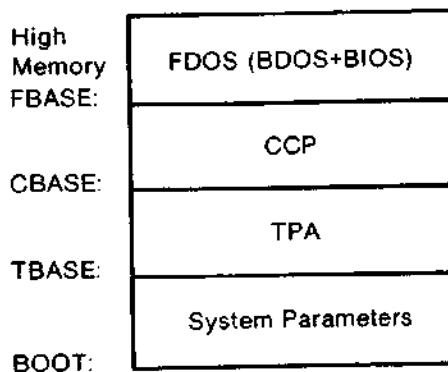 High
Memory
FDOS (BDOS+BIOS)
FBASE:
CCP
CBASE:
TPA
TBASE:
System Parameters
BOOT: